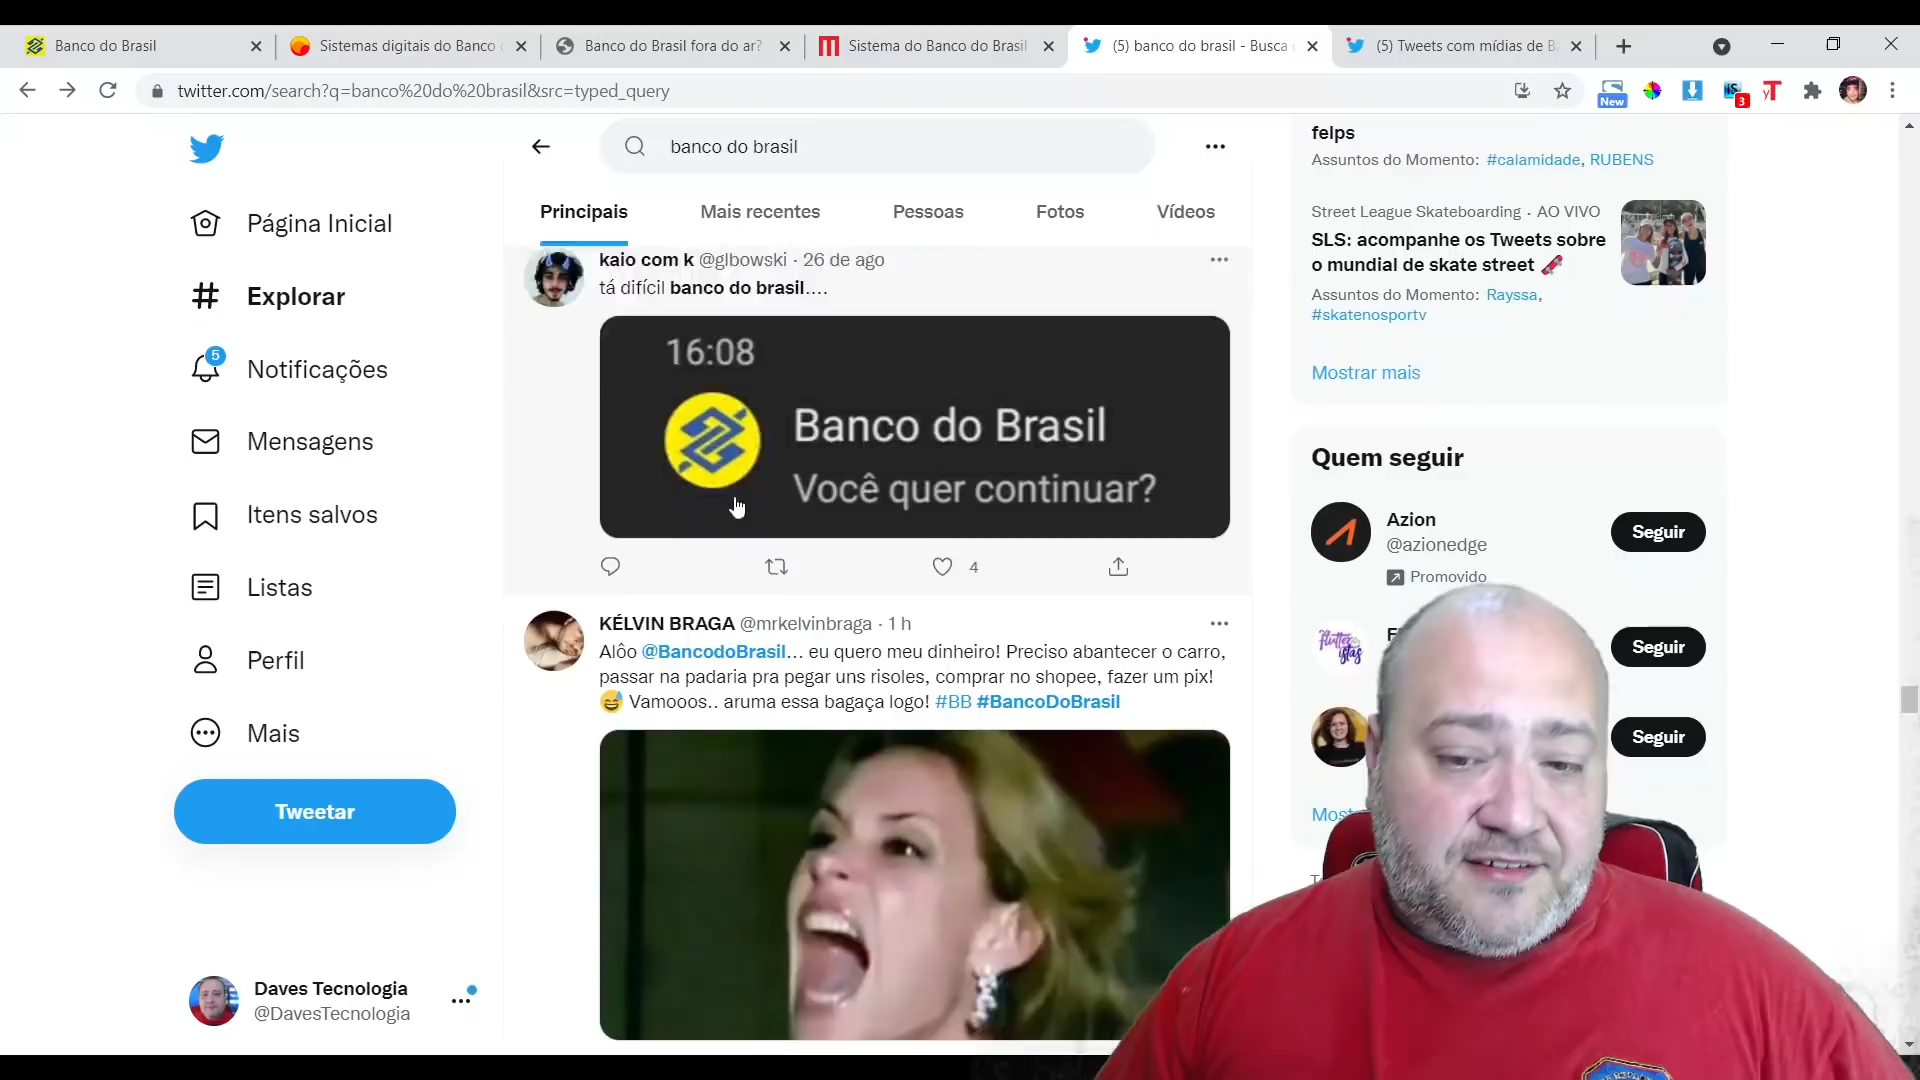 Banco do Brasil
Sistemas digitais do Banco
Banco do Brasil fora do ar?
Sistema do Banco do Brasil
(5) banco do brasil - Busca
(5) Tweets com mídias de
twitter.com/search?q=banco%20do%20brasil&src=typed_query
New
3
banco do brasil
Principais
Mais recentes
Pessoas
Fotos
Vídeos
Página Inicial
Explorar
5
Notificações
Mensagens
Itens salvos
Listas
Perfil
Mais
Tweetar
Daves Tecnologia
@DavesTecnologia
kaio com k @glbowski · 26 de ago
tá difícil banco do brasil....
16:08
Banco do Brasil
Você quer continuar?
4
KÉLVIN BRAGA @mrkelvinbraga · 1 h
Alôo @BancodoBrasil... eu quero meu dinheiro! Preciso abantecer o carro,
passar na padaria pra pegar uns risoles, comprar no shopee, fazer um pix!
😅 Vamooos.. aruma essa bagaça logo! #BB #BancoDoBrasil
felps
Assuntos do Momento: #calamidade, RUBENS
Street League Skateboarding · AO VIVO
SLS: acompanhe os Tweets sobre
o mundial de skate street 🛹
Assuntos do Momento: Rayssa,
#skatenosportv
Mostrar mais
Quem seguir
Azion
@azionedge
Promovido
Seguir
flutter
istas
Seguir
Seguir
Most